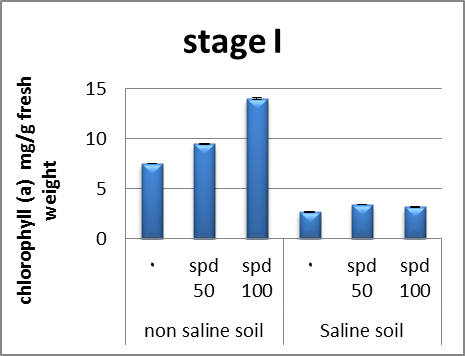 stage I
chlorophyll (a) mg/g fresh
weight
15
10
5
0
. spd spd . spd spd
50 100 50 100
non saline soil Saline soil